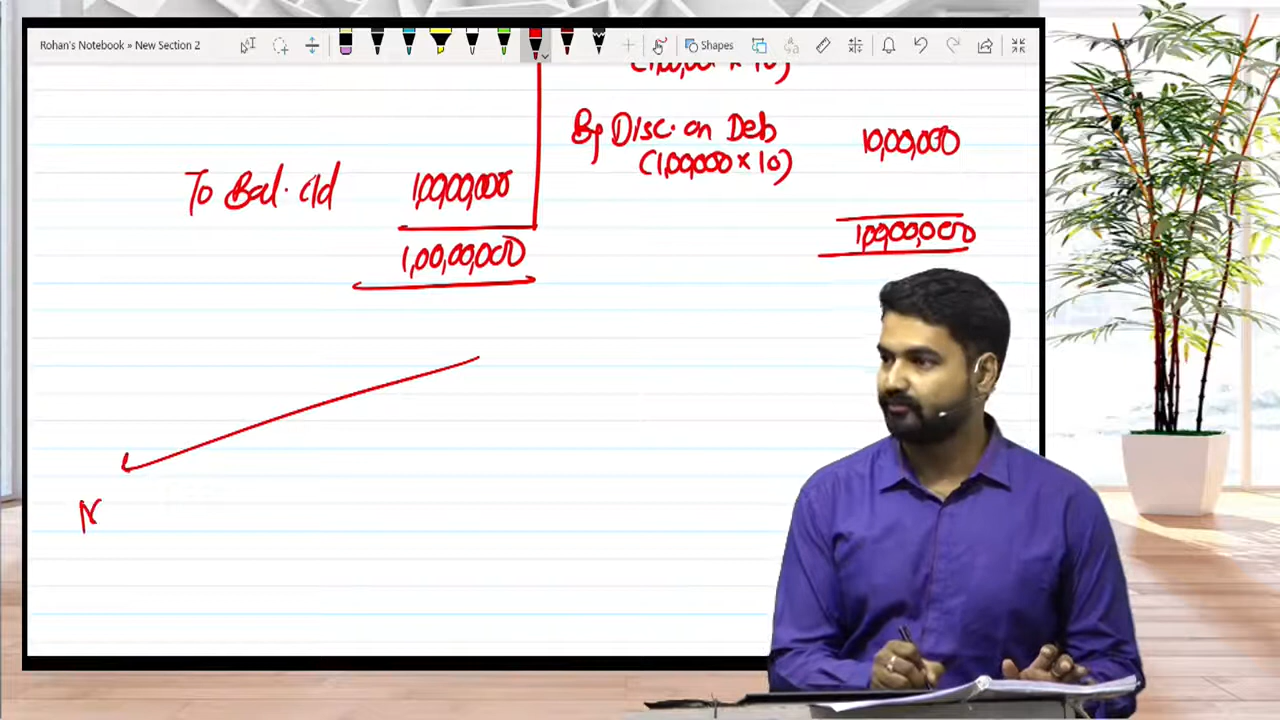 Rohan's Notebook » New Section 2
Shapes
By Disc. on Deb 10,00,000
(1,00,000 × 10)
To Bal. c/d 1,00,00,000
1,00,00,000 1,00,00,000
N